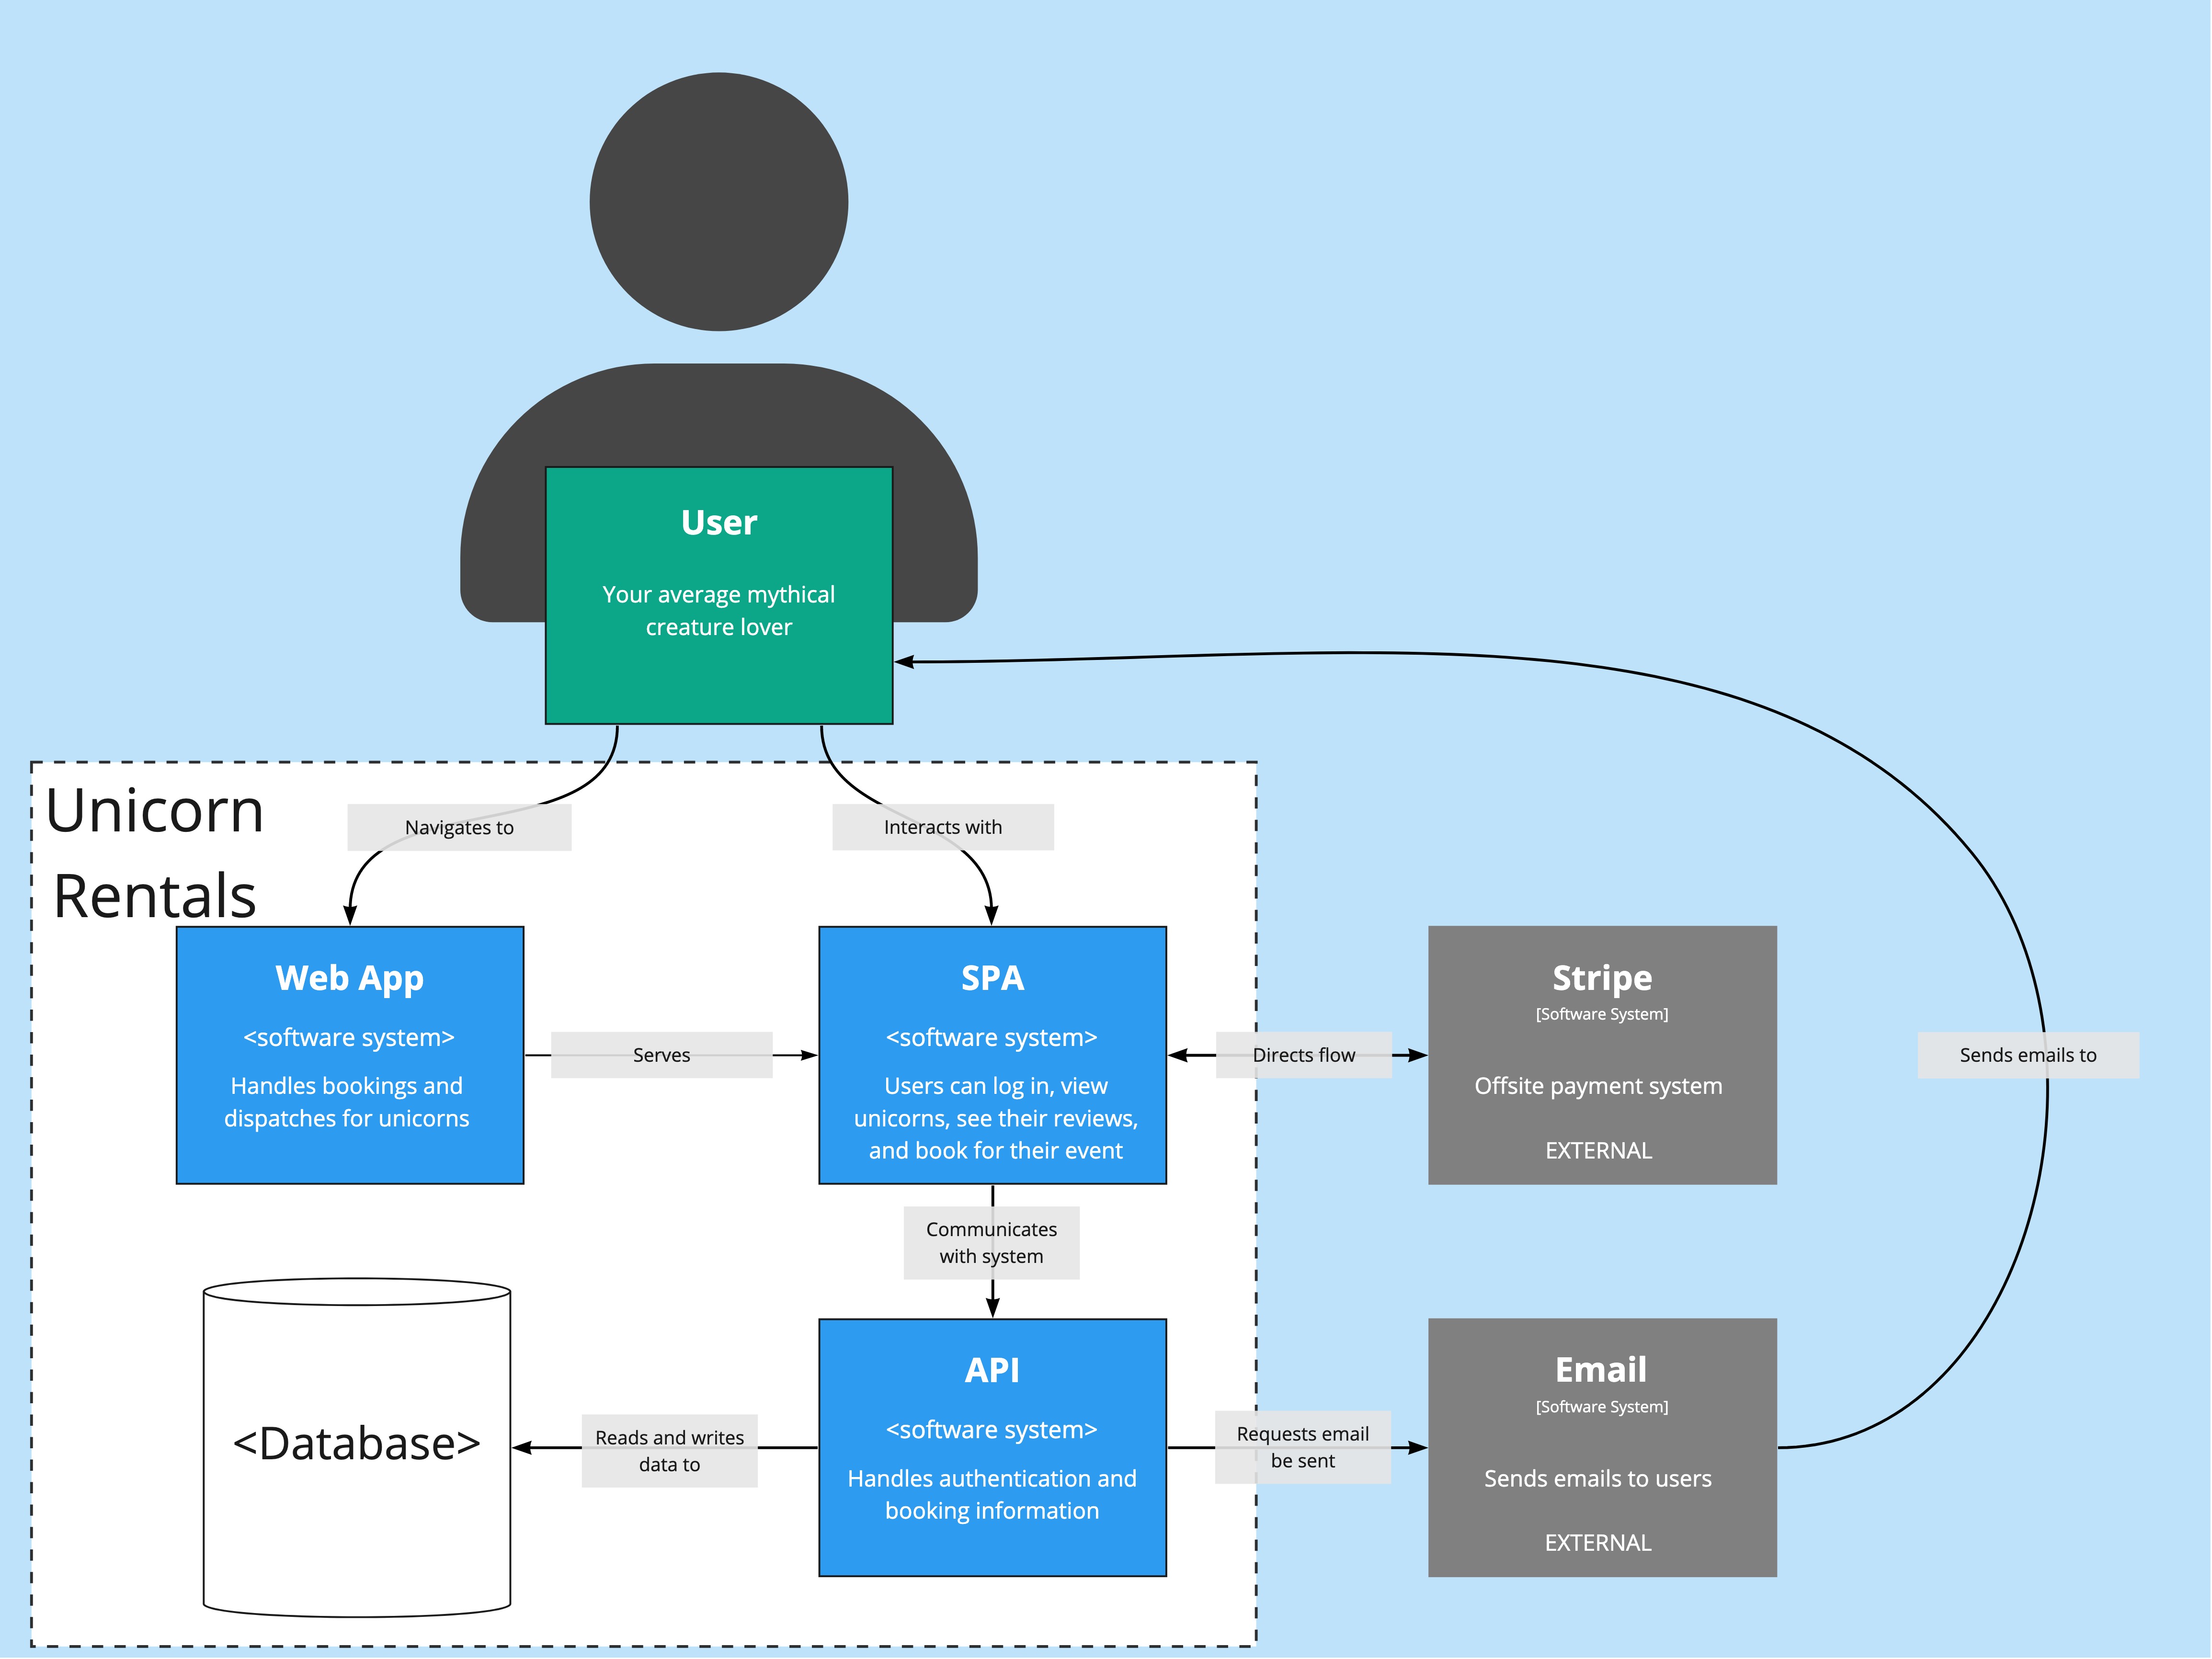 User
Your average mythical
creature lover
Unicorn
Rentals
Navigates to
Interacts with
Web App
<software system>
Handles bookings and
dispatches for unicorns
Serves
SPA
<software system>
Users can log in, view
unicorns, see their reviews,
and book for their event
Directs flow
Stripe
[Software System]
Offsite payment system
EXTERNAL
Sends emails to
Communicates
with system
<Database>
Reads and writes
data to
API
<software system>
Handles authentication and
booking information
Requests email
be sent
Email
[Software System]
Sends emails to users
EXTERNAL